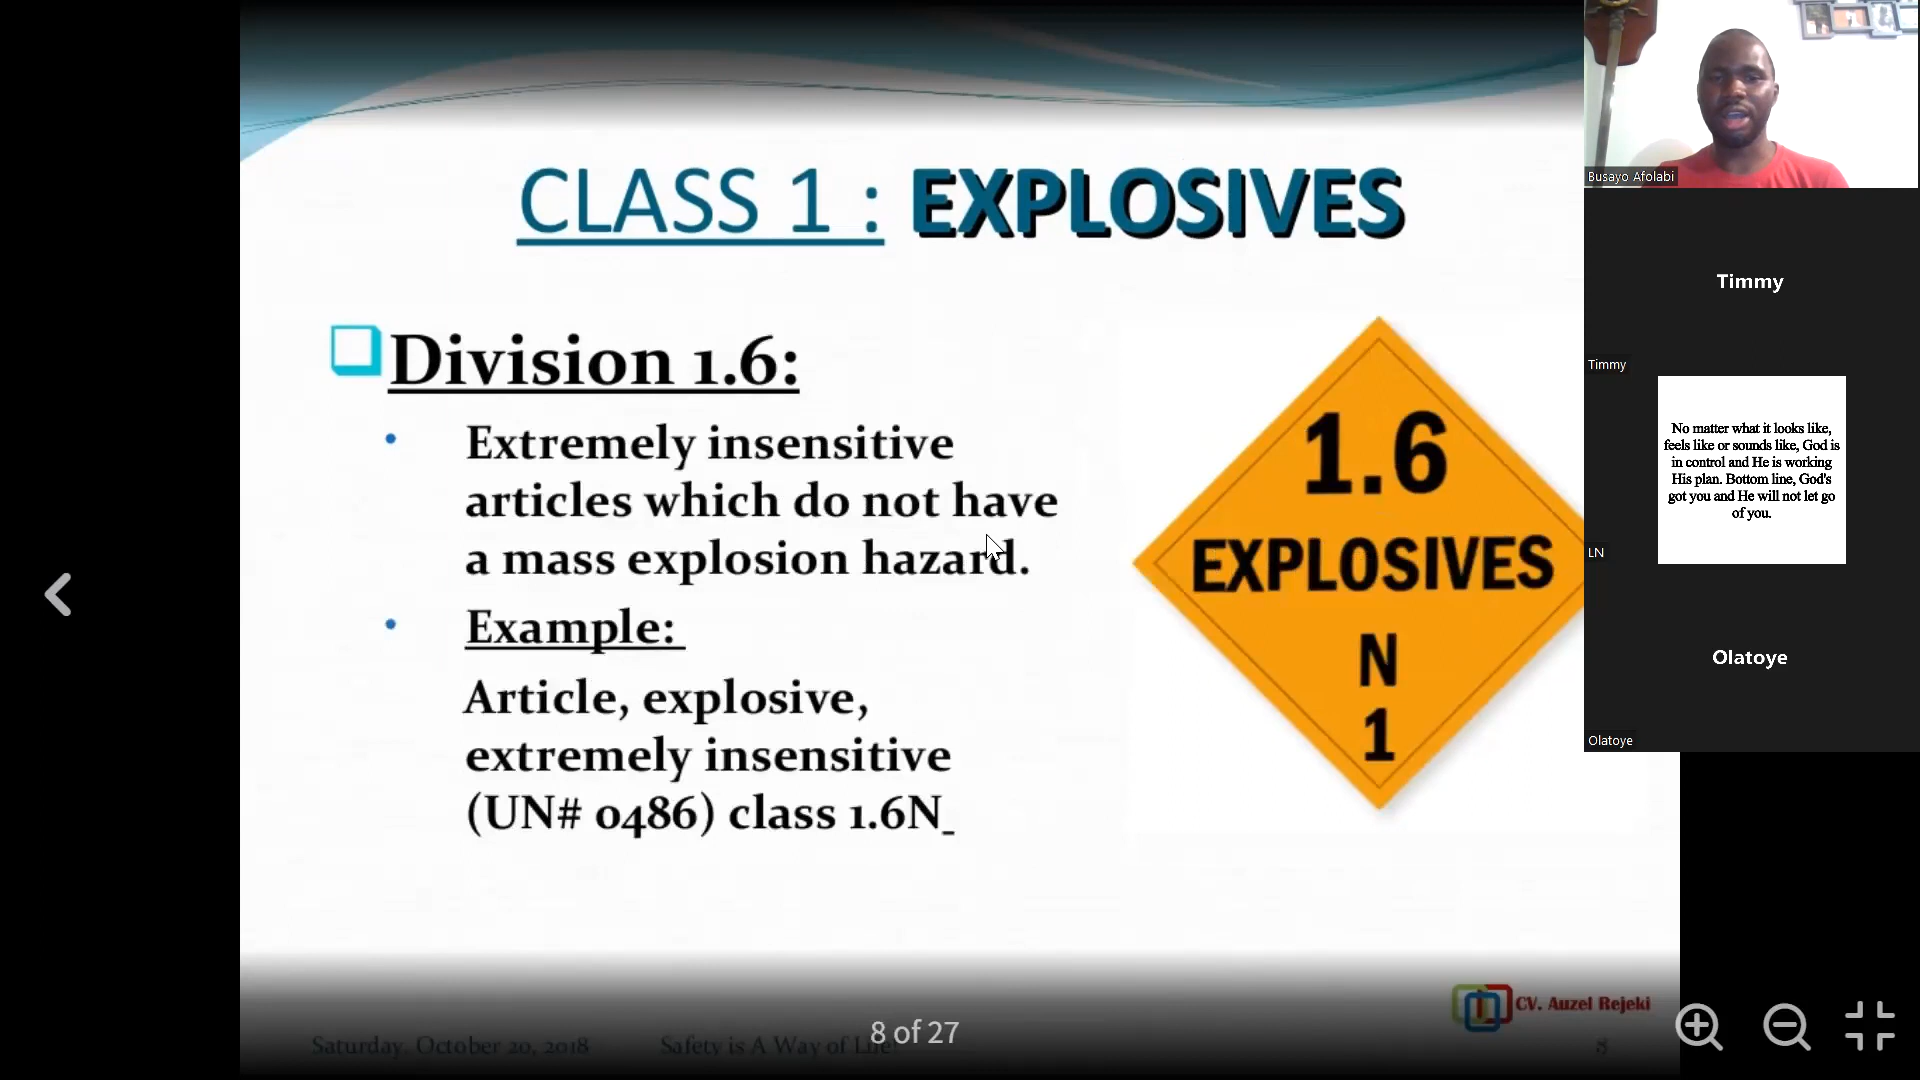 CLASS 1 : EXPLOSIVES
Division 1.6:
Extremely insensitive
articles which do not have
a mass explosion hazard.
Example:
Article, explosive,
extremely insensitive
(UN# 0486) class 1.6N
1.6
EXPLOSIVES
N
1
CV. Auzel Rejeki
Saturday, October 20, 2018
Safety is A Way of Life!
8
8 of 27
Busayo Afolabi
Timmy
Timmy
No matter what it looks like,
feels like or sounds like, God is
in control and He is working
His plan. Bottom line, God's
got you and He will not let go
of you.
LN
Olatoye
Olatoye